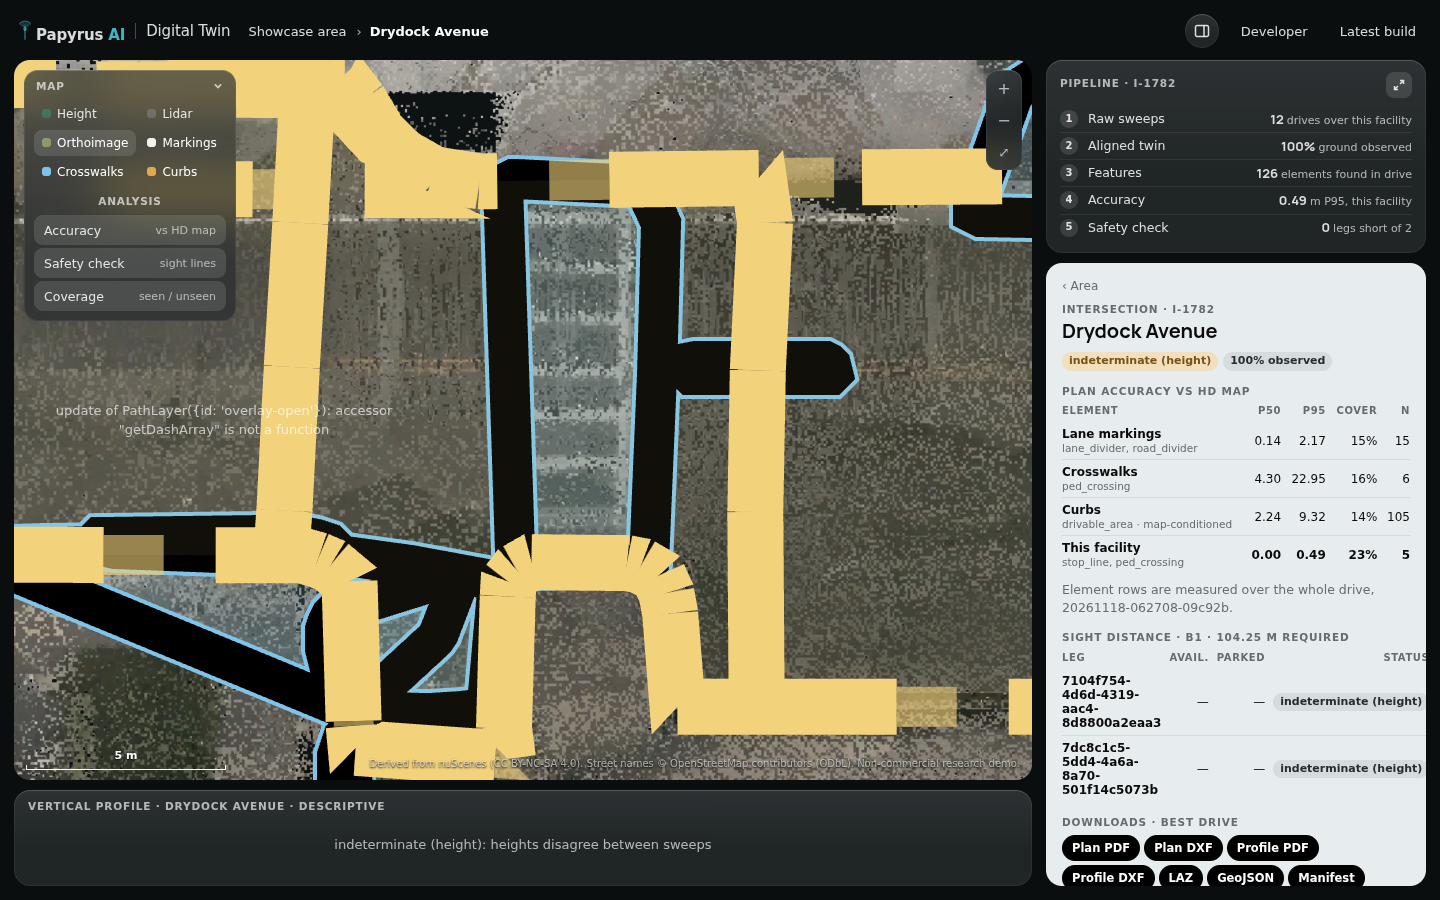 Papyrus AI
Digital Twin
Showcase area › Drydock Avenue
Developer
Latest build
MAP
Height
Lidar
Orthoimage
Markings
Crosswalks
Curbs
ANALYSIS
Accuracy vs HD map
Safety check sight lines
Coverage seen / unseen
+
−
update of PathLayer({id: 'overlay-open'}): accessor
"getDashArray" is not a function
5 m
Derived from nuScenes (CC BY-NC-SA 4.0). Street names © OpenStreetMap contributors (ODbL). Non-commercial research demo.
VERTICAL PROFILE · DRYDOCK AVENUE · DESCRIPTIVE
indeterminate (height): heights disagree between sweeps
PIPELINE · I-1782
1 Raw sweeps 12 drives over this facility
2 Aligned twin 100% ground observed
3 Features 126 elements found in drive
4 Accuracy 0.49 m P95, this facility
5 Safety check 0 legs short of 2
‹ Area
INTERSECTION · I-1782
Drydock Avenue
indeterminate (height) 100% observed
PLAN ACCURACY VS HD MAP
ELEMENT P50 P95 COVER N
Lane markings 0.14 2.17 15% 15
lane_divider, road_divider
Crosswalks 4.30 22.95 16% 6
ped_crossing
Curbs 2.24 9.32 14% 105
drivable_area · map-conditioned
This facility 0.00 0.49 23% 5
stop_line, ped_crossing
Element rows are measured over the whole drive,
20261118-062708-09c92b.
SIGHT DISTANCE · B1 · 104.25 M REQUIRED
LEG AVAIL. PARKED STATUS
7104f754-
4d6d-4319-
aac4-
8d8800a2eaa3 — — indeterminate (height)
7dc8c1c5-
5dd4-4a6a-
8a70-
501f14c5073b — — indeterminate (height)
DOWNLOADS · BEST DRIVE
Plan PDF Plan DXF Profile PDF
Profile DXF LAZ GeoJSON Manifest